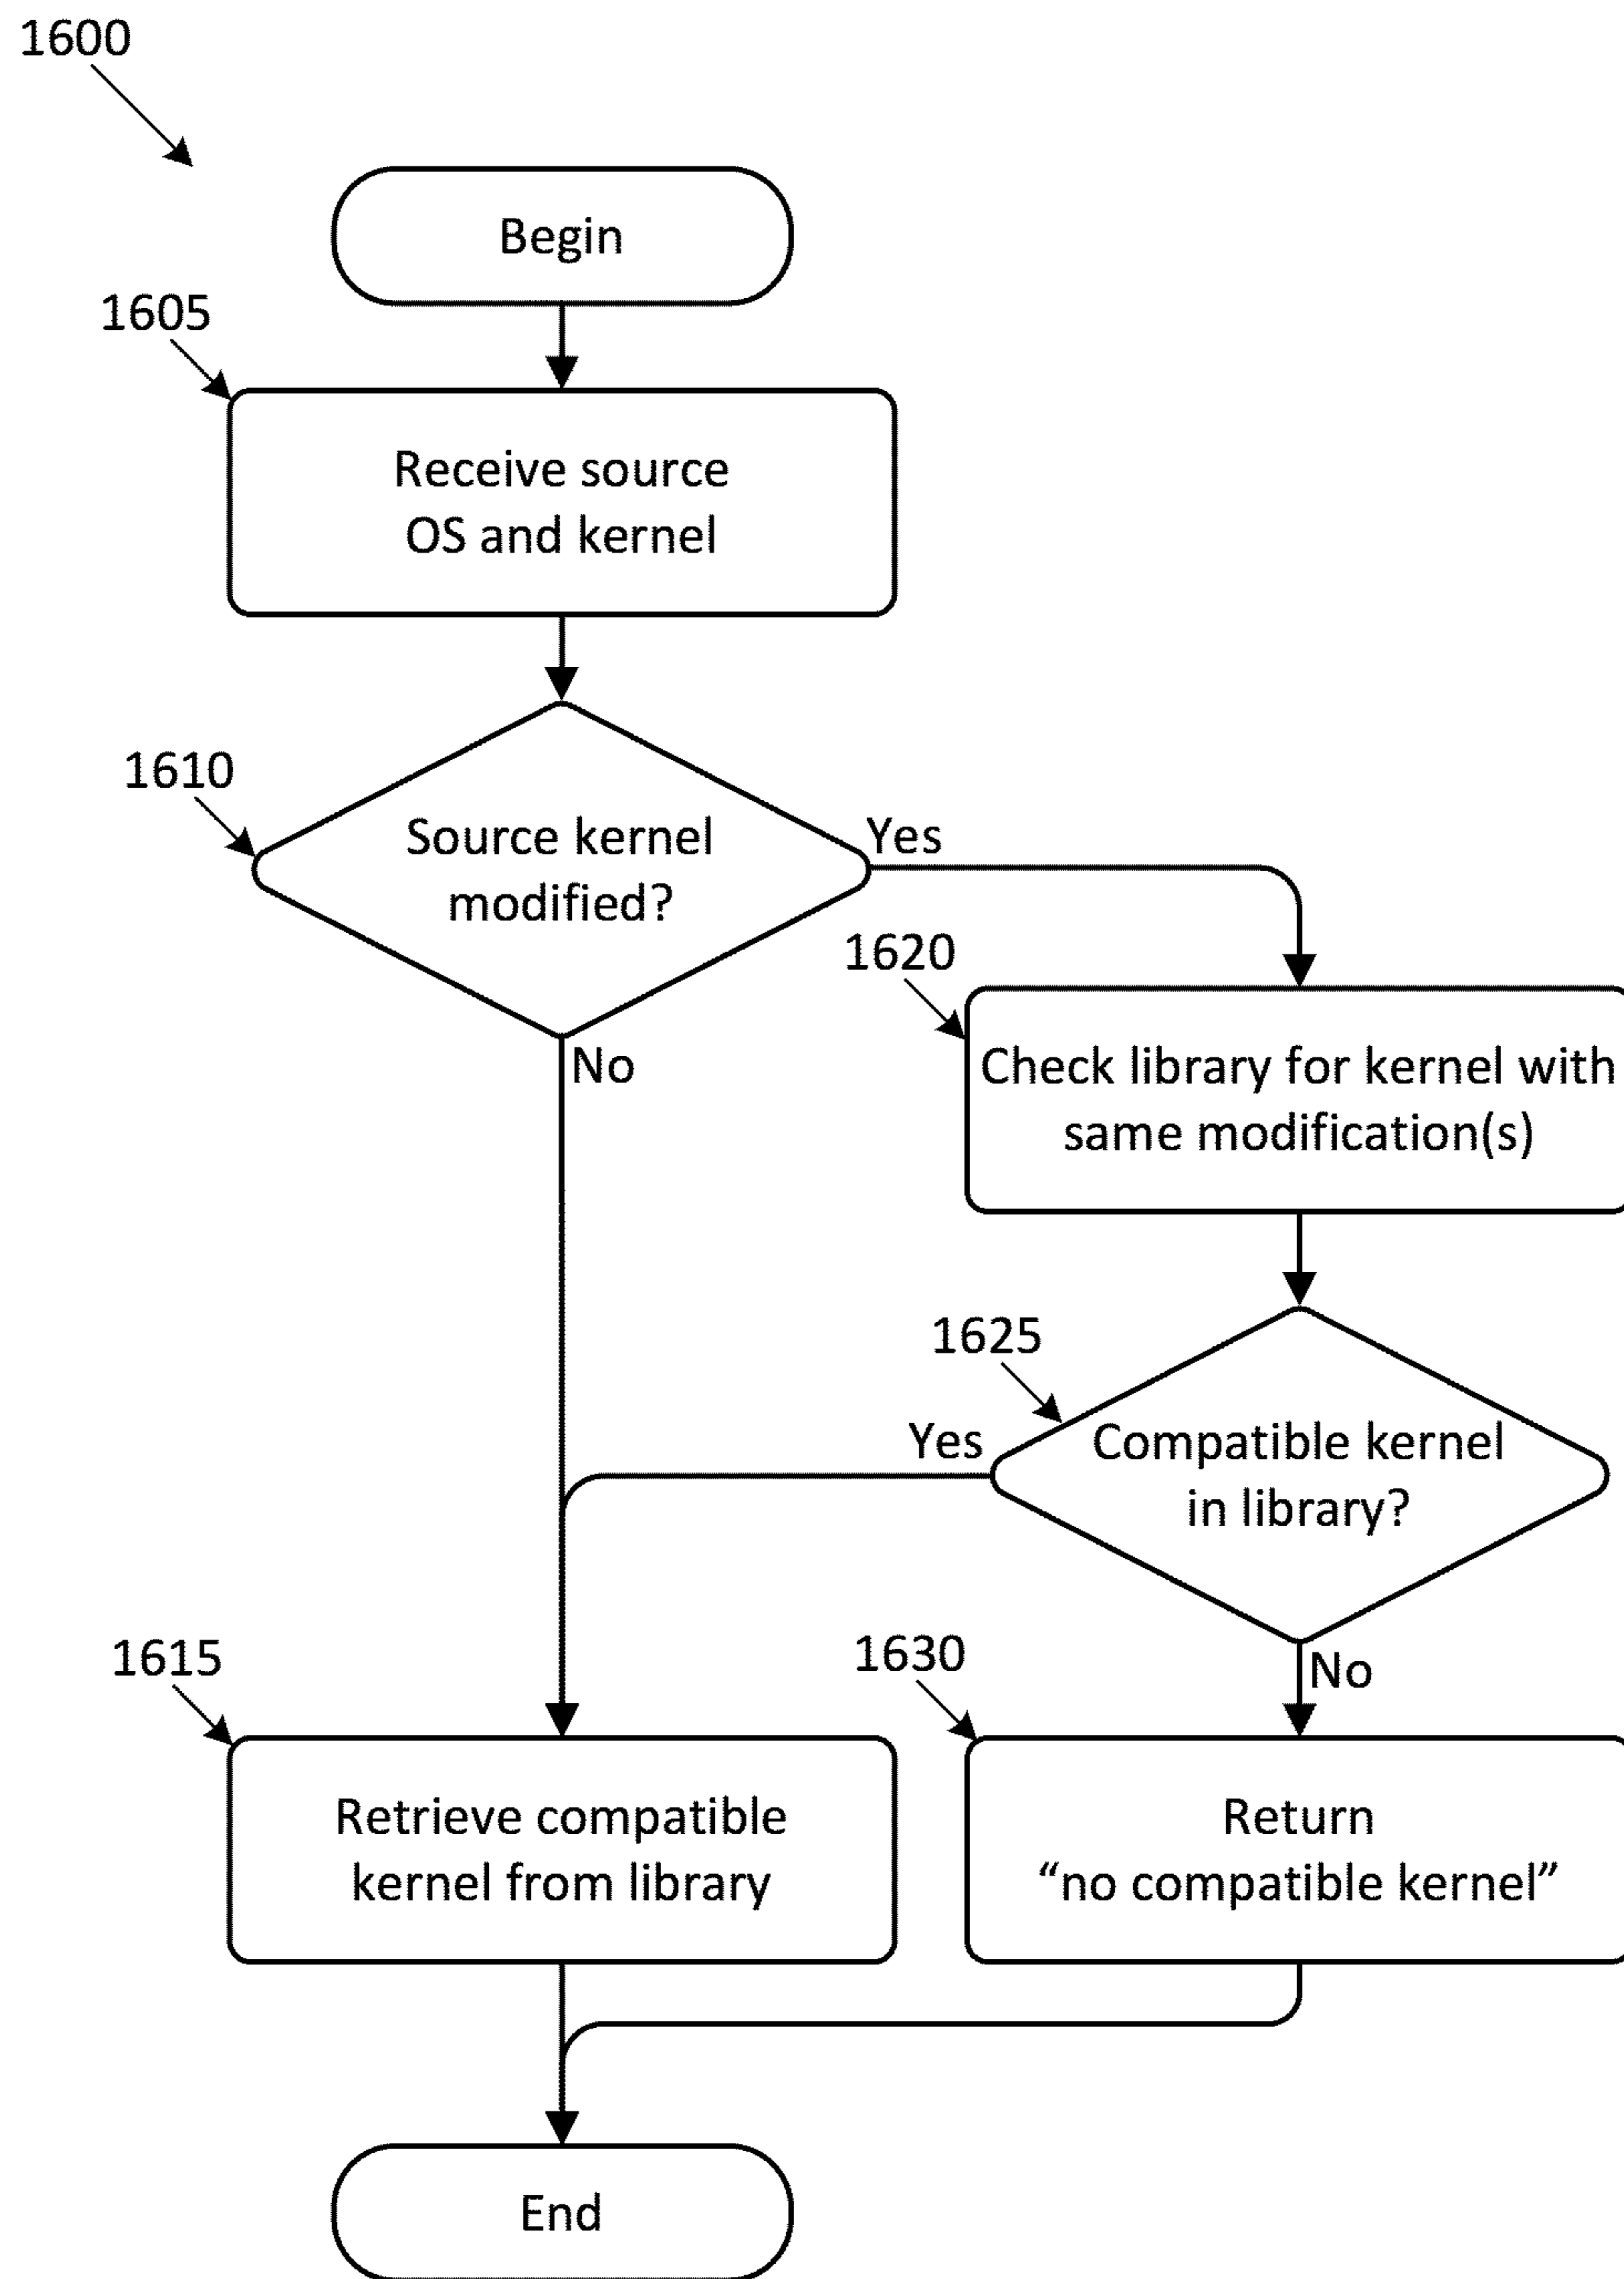 1600
Begin
1605
Receive source
OS and kernel
1610
Source kernel
modified?
Yes
No
1620
Check library for kernel with
same modification(s)
1625
Yes
Compatible kernel
in library?
No
1615
Retrieve compatible
kernel from library
1630
Return
“no compatible kernel”
End